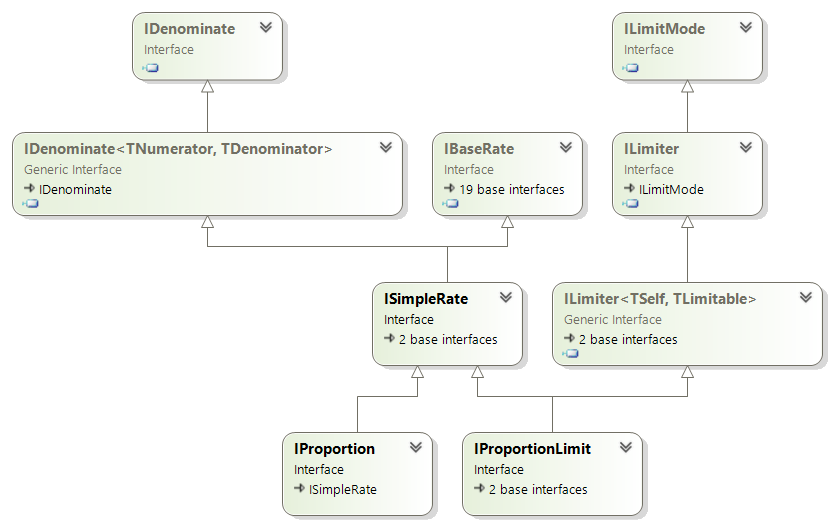 IDenominate
Interface
ILimitMode
Interface
IDenominate<TNumerator, TDenominator>
Generic Interface
IDenominate
IBaseRate
Interface
19 base interfaces
ILimiter
Interface
ILimitMode
ISimpleRate
Interface
2 base interfaces
ILimiter<TSelf, TLimitable>
Generic Interface
2 base interfaces
IProportion
Interface
ISimpleRate
IProportionLimit
Interface
2 base interfaces